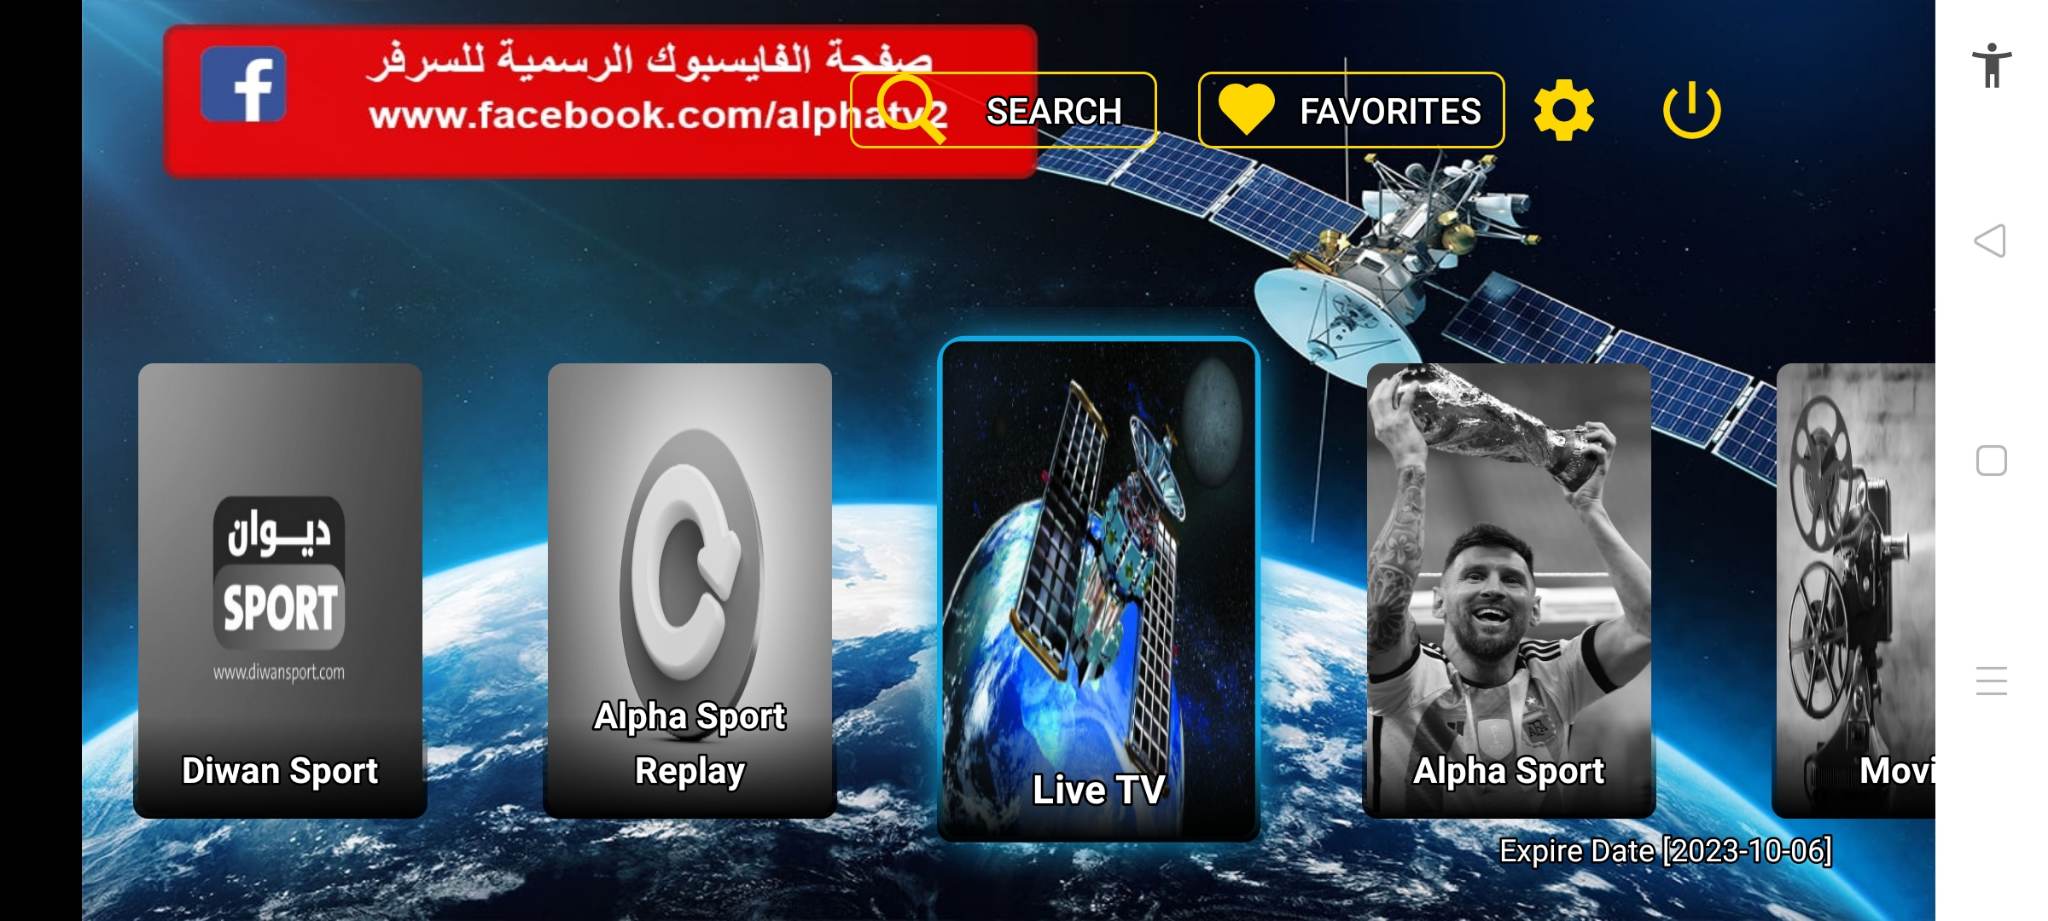 صفحة الفايسبوك الرسمية للسرفر
www.facebook.com/alphatv2
SEARCH
FAVORITES
ديوان
SPORT
www.diwansport.com
Diwan Sport
Alpha Sport
Replay
Live TV
Alpha Sport
Movi
Expire Date [2023-10-06]